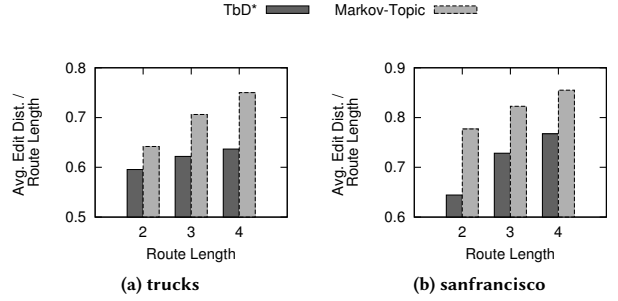 TbD* Markov-Topic
Avg. Edit Dist. /
Route Length
0.8
0.7
0.6
0.5
2 3 4
Route Length
(a) trucks
Avg. Edit Dist. /
Route Length
0.9
0.8
0.7
0.6
2 3 4
Route Length
(b) sanfrancisco